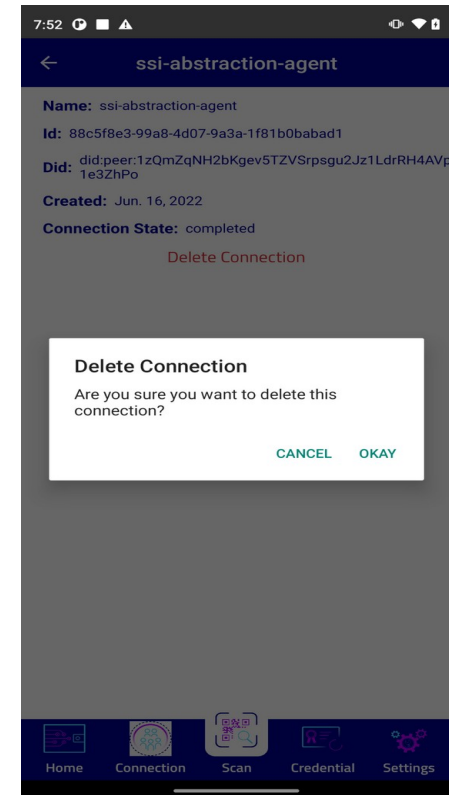 7:52
ssi-abstraction-agent
Name: ssi-abstraction-agent
Id: 88c5f8e3-99a8-4d07-9a3a-1f81b0babad1
Did: did:peer:1zQmZqNH2bKgev5TZVSrpsgu2Jz1LdrRH4AVp
1e3ZhPo
Created: Jun. 16, 2022
Connection State: completed
Delete Connection
Delete Connection
Are you sure you want to delete this
connection?
CANCEL OKAY
Home Connection Scan Credential Settings